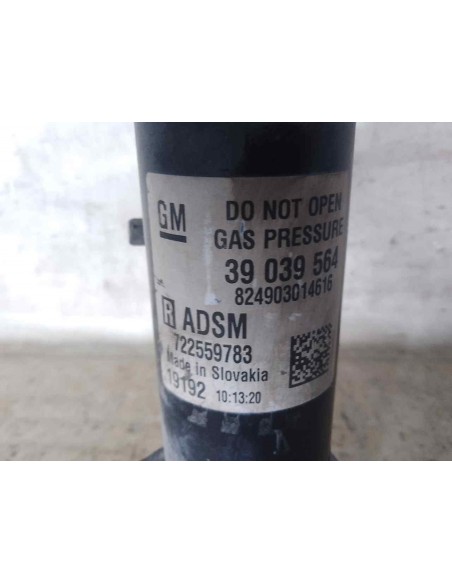 GM
DO NOT OPEN
GAS PRESSURE
39 039 564
824903014616
R ADSM
722559783
Made in Slovakia
19192 10:13:20